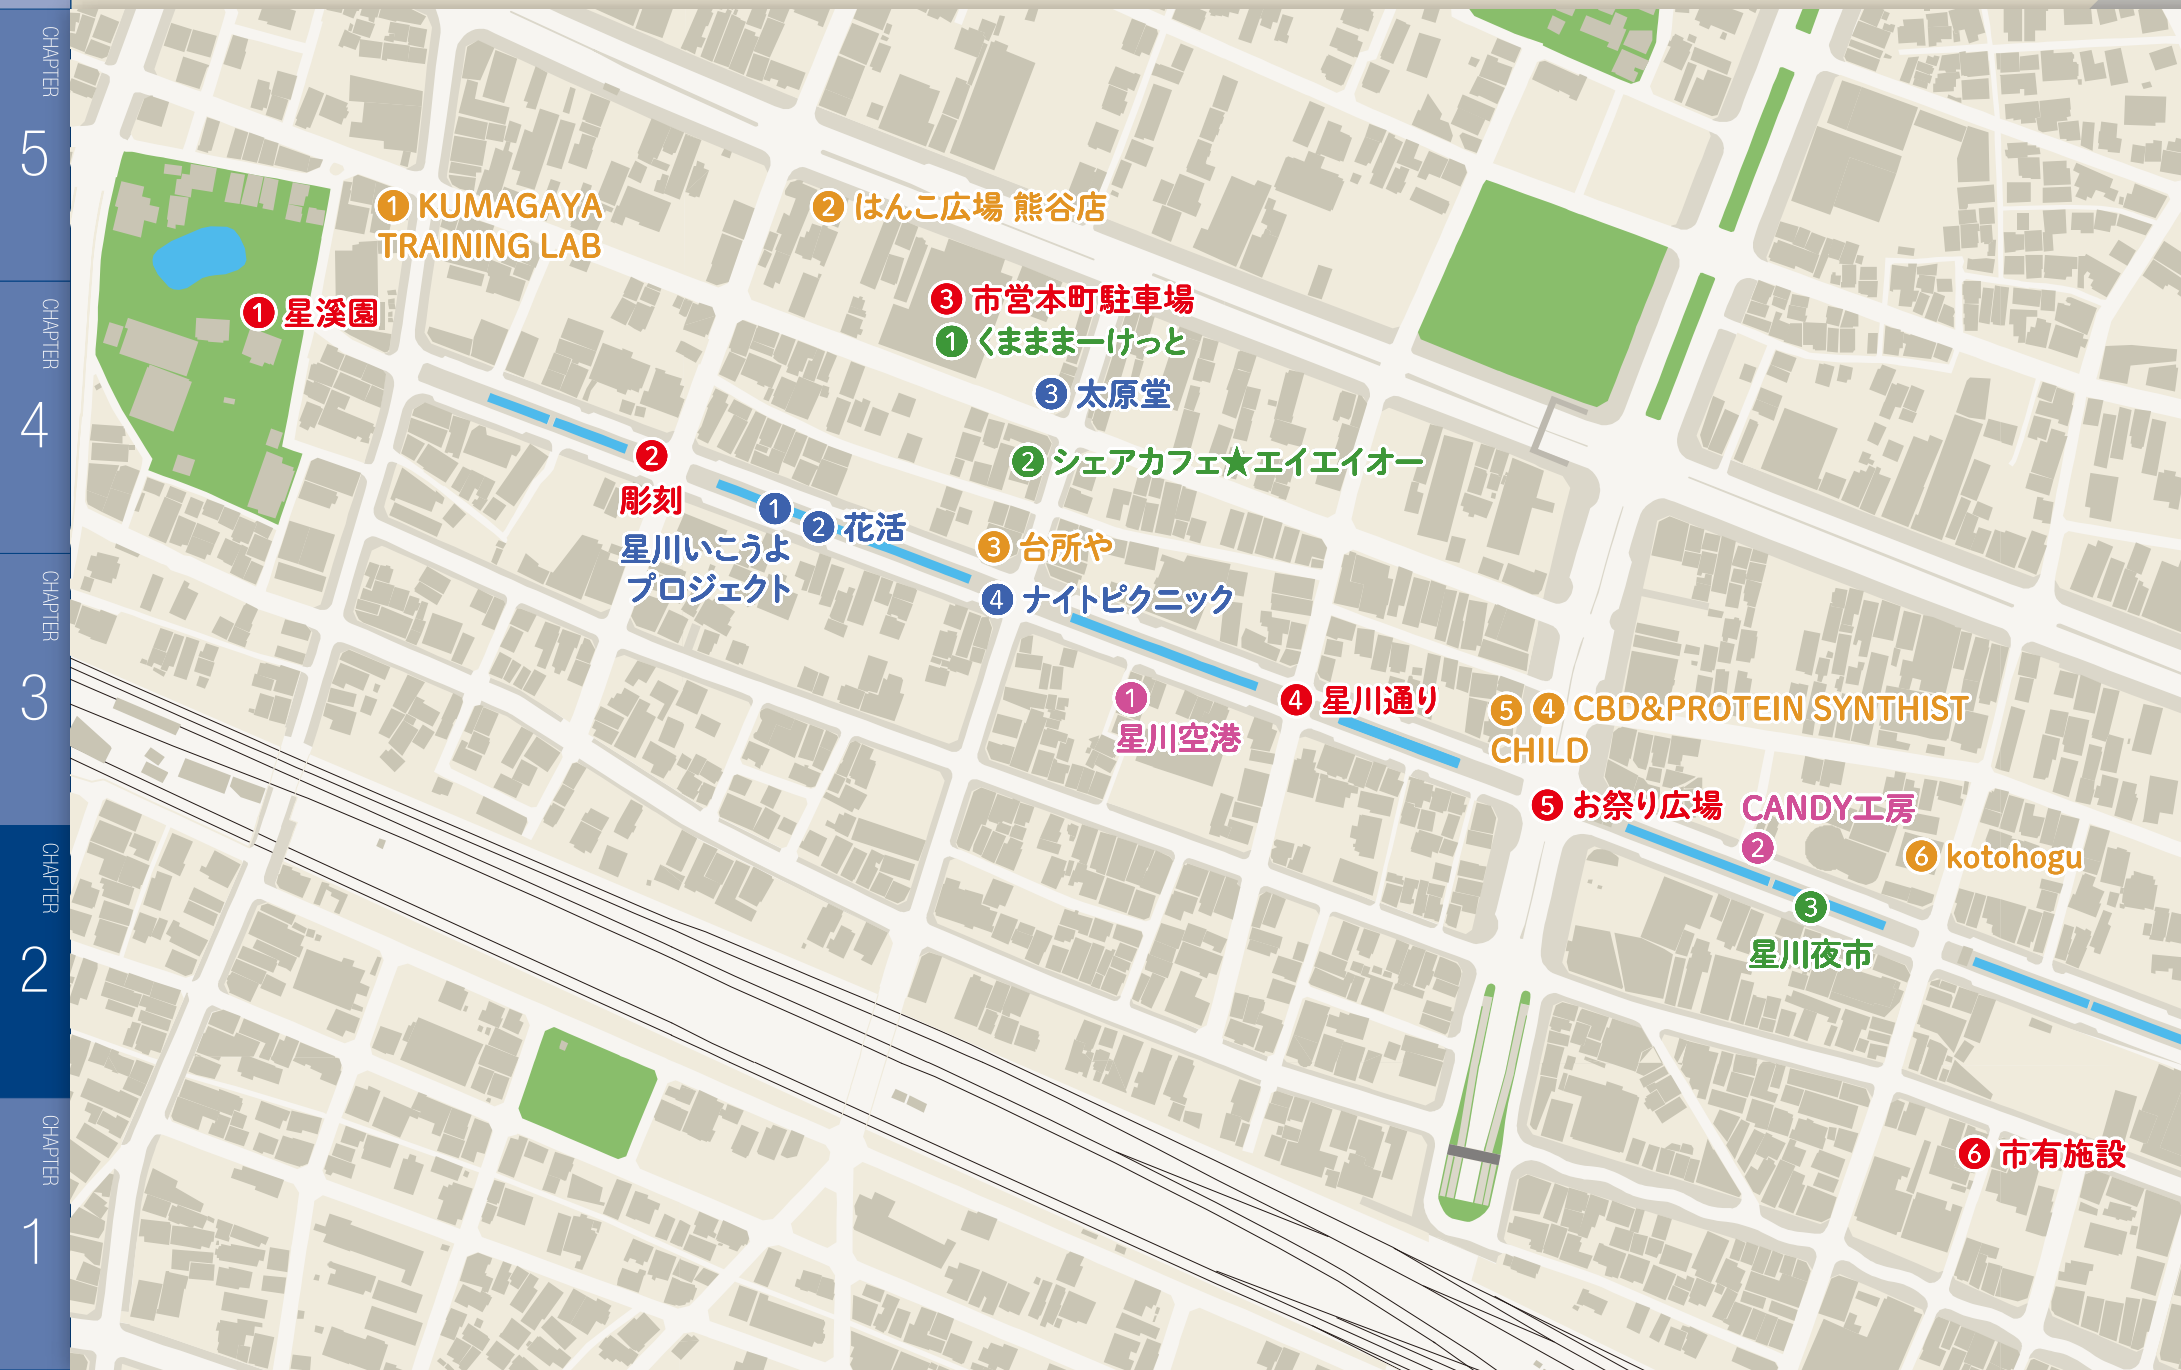 CHAPTER
5
CHAPTER
4
CHAPTER
3
CHAPTER
2
CHAPTER
1
1 KUMAGAYA
TRAINING LAB
2 はんこ広場 熊谷店
1 星溪園
3 市営本町駐車場
1 くまままーけっと
3 太原堂
2 シェアカフェ★エイエイオー
2
彫刻
1
星川いこうよ
プロジェクト
2 花活
3 台所や
4 ナイトピクニック
1
星川空港
4 星川通り
5 4 CBD&PROTEIN SYNTHIST
CHILD
5 お祭り広場
CANDY工房
2
6 kotohogu
3
星川夜市
6 市有施設